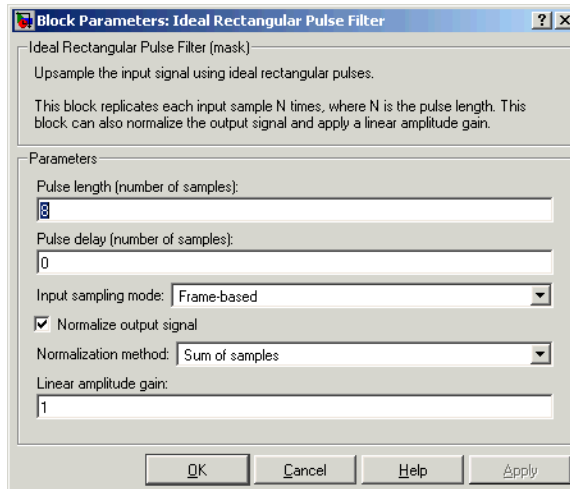 Block Parameters: Ideal Rectangular Pulse Filter
Ideal Rectangular Pulse Filter (mask)
Upsample the input signal using ideal rectangular pulses.
This block replicates each input sample N times, where N is the pulse length. This
block can also normalize the output signal and apply a linear amplitude gain.
Parameters
Pulse length (number of samples):
8
Pulse delay (number of samples):
0
Input sampling mode: Frame-based
Normalize output signal
Normalization method: Sum of samples
Linear amplitude gain:
1
OK Cancel Help Apply